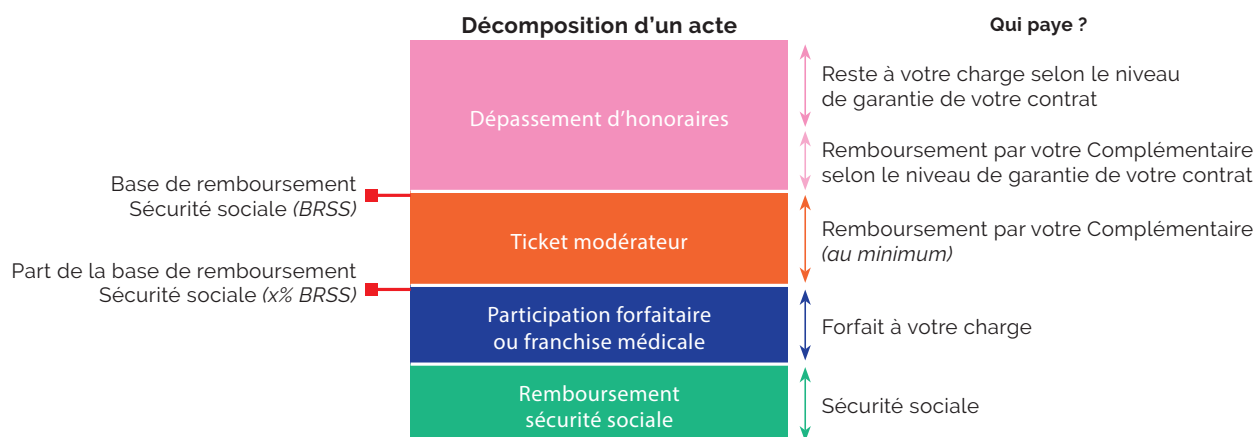 Décomposition d’un acte
Qui paye ?
Dépassement d’honoraires
Reste à votre charge selon le niveau
de garantie de votre contrat
Remboursement par votre Complémentaire
selon le niveau de garantie de votre contrat
Base de remboursement
Sécurité sociale (BRSS)
Ticket modérateur
Remboursement par votre Complémentaire
(au minimum)
Part de la base de remboursement
Sécurité sociale (x% BRSS)
Participation forfaitaire
ou franchise médicale
Forfait à votre charge
Remboursement
sécurité sociale
Sécurité sociale